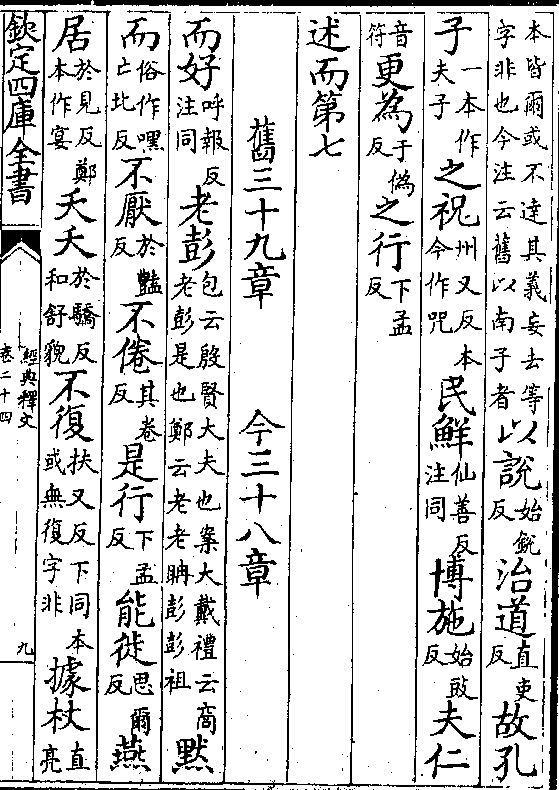 本皆爾或不達其義妄去等字非也今注云舊以南子者以說始銳反治道直吏反故孔
子一本作夫子之祝州又反本今作咒民鮮仙善反注同博施始豉反夫仁
音符更為于偽反之行下孟反
述而第七
舊三十九章 今三十八章
而好呼報反注同老彭包云殷賢大夫也案大戴禮云商老彭是也鄭云老老聃彭彭祖默
而俗作嘿亡比反不厭於豔反不倦其卷反是行下孟反能徙思爾反燕
居於見反鄭本作宴夭夭於驕反和舒貌不復扶又反下同本或無復字非據杖直亮
欽定四庫全書
經典釋文
卷二十四
九